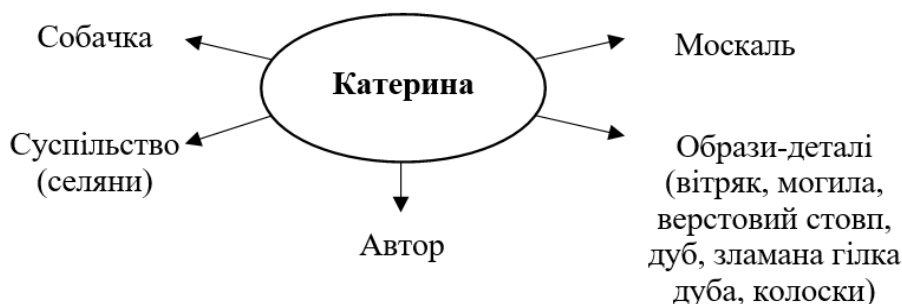 Собачка
Катерина
Москаль
Суспільство
(селяни)
Автор
Образи-деталі
(вітряк, могила,
верстовий стовп,
дуб, зламана гілка
дуба, колоски)